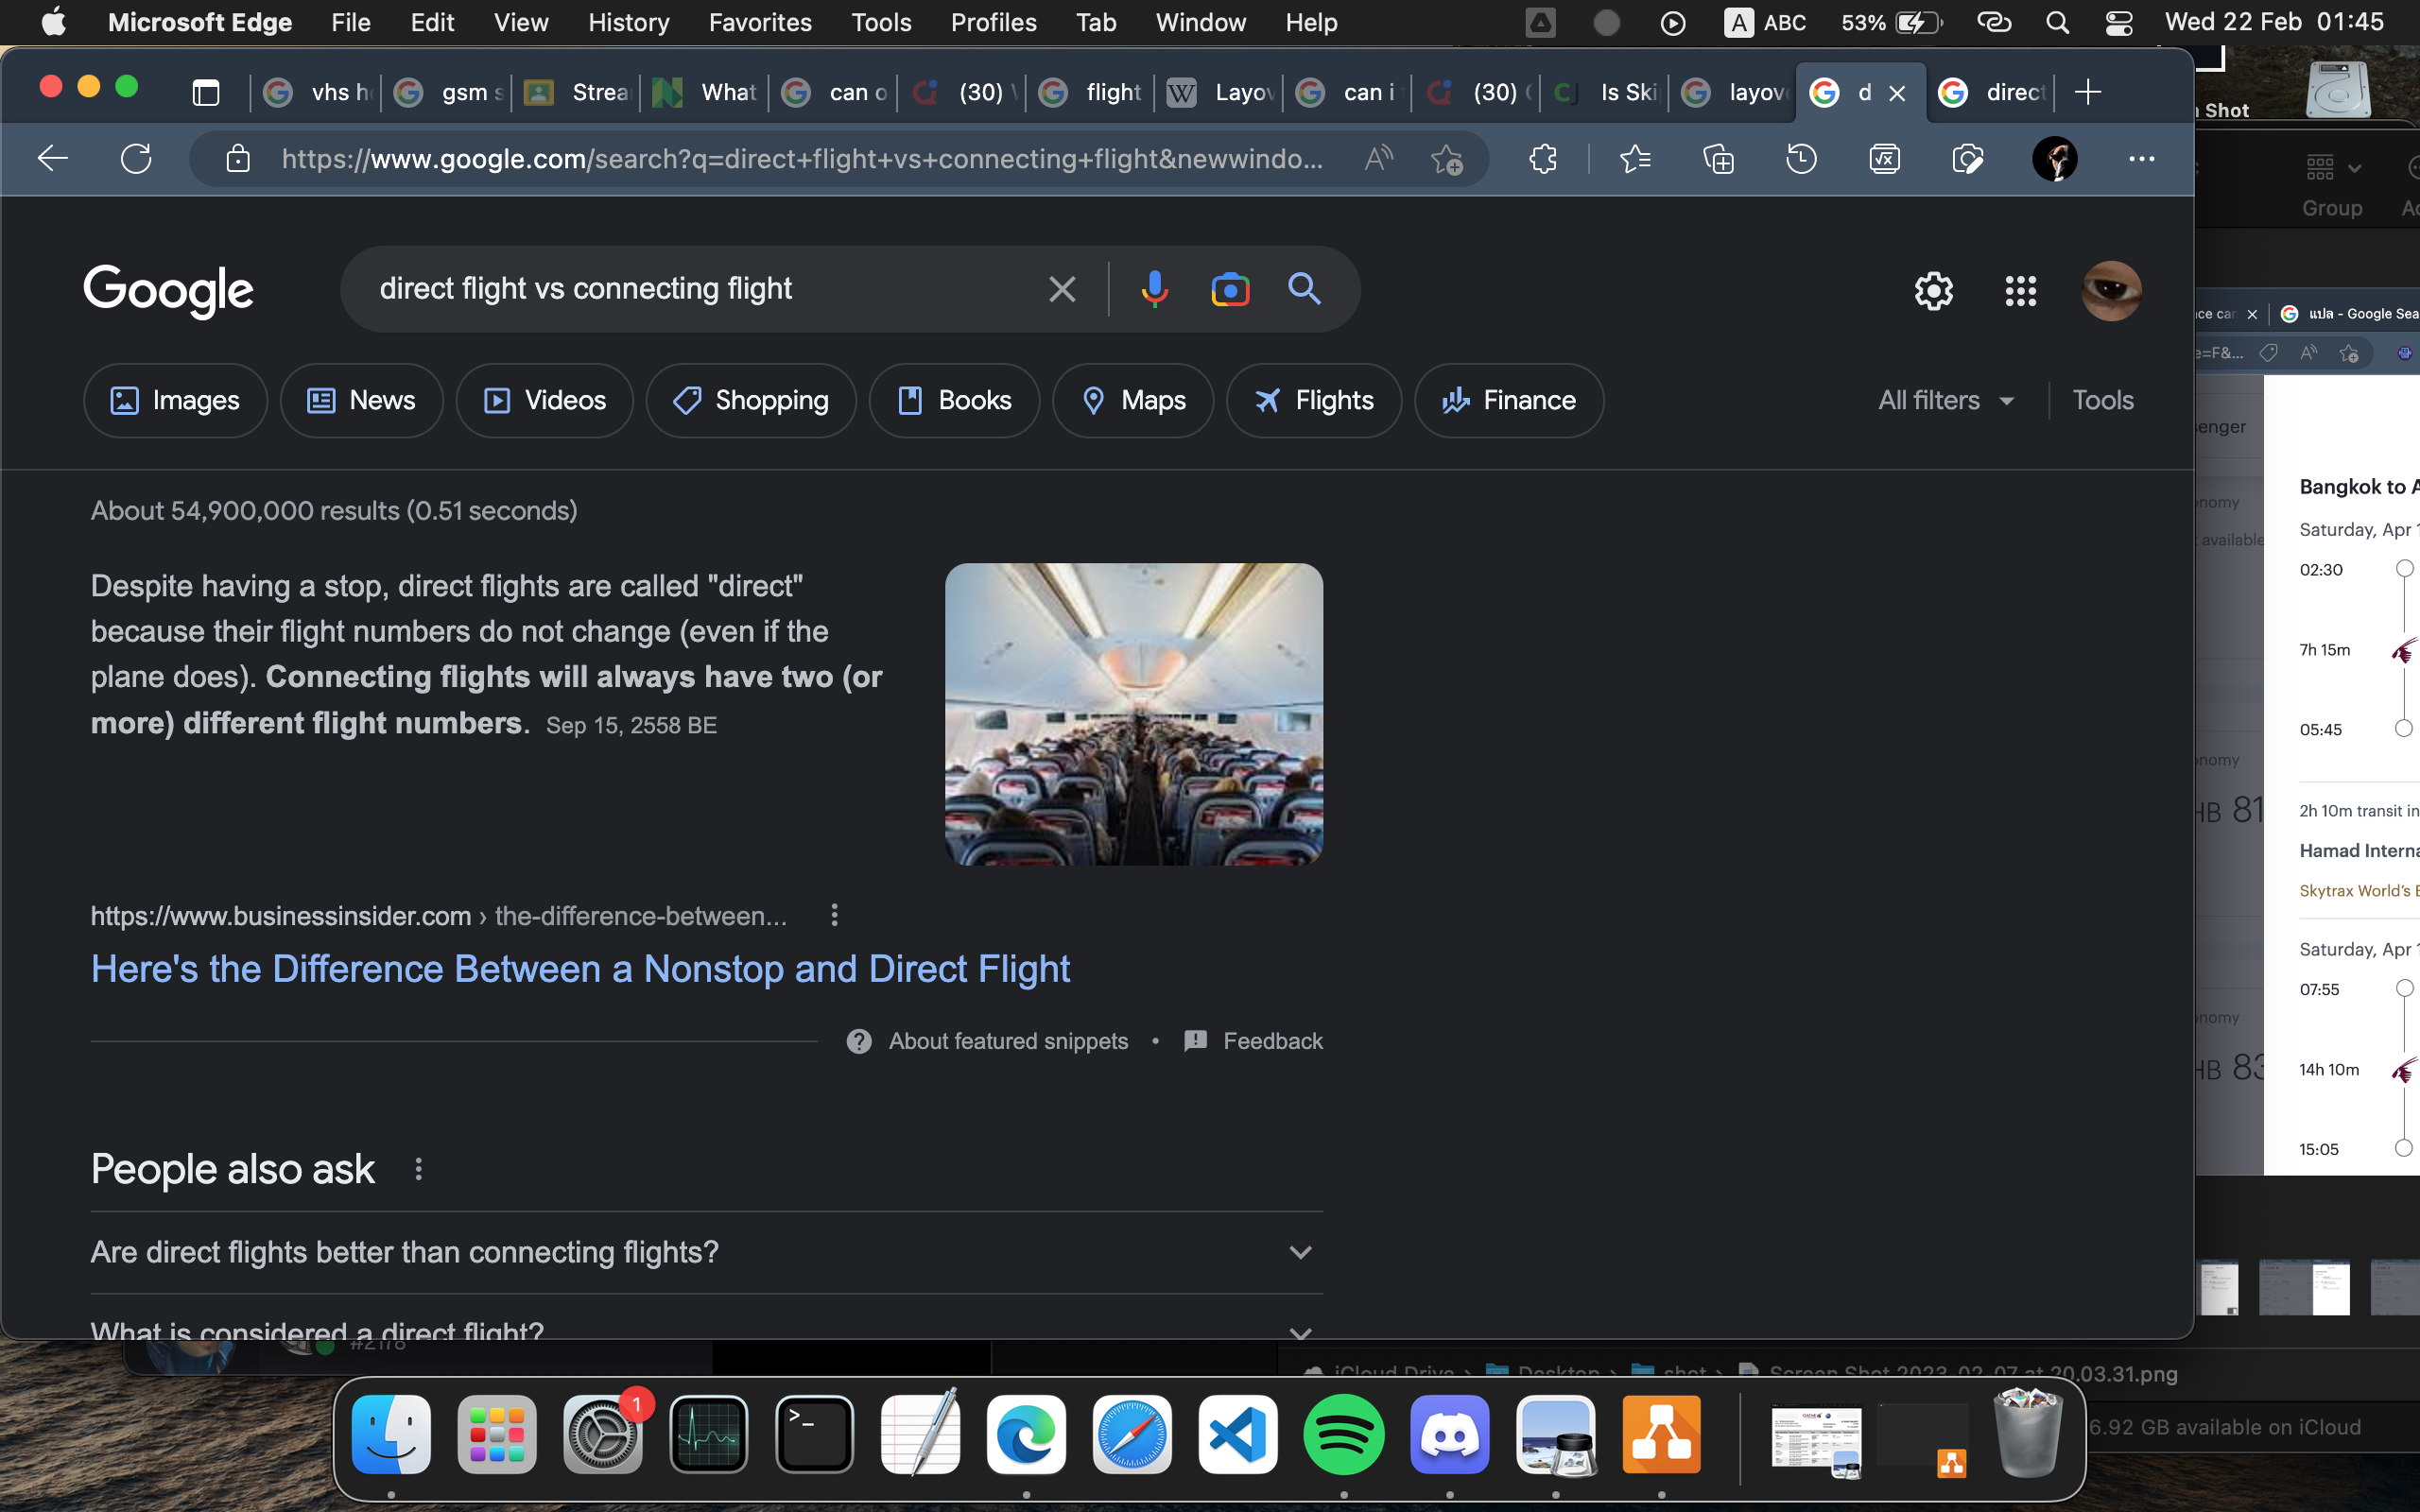 Microsoft Edge File Edit View History Favorites Tools Profiles Tab Window Help A ABC 53% Wed 22 Feb 01:45
vhs gsm Strea What can o (30) flight W Layov can i (30) CJ Is Ski layov d direct
Shot
https://www.google.com/search?q=direct+flight+vs+connecting+flight&newwindo...
Group
Google
direct flight vs connecting flight
แปล - Google Sea
e=F&...
Images News Videos Shopping Books Maps Flights Finance All filters Tools
senger
About 54,900,000 results (0.51 seconds)
Despite having a stop, direct flights are called "direct"
because their flight numbers do not change (even if the
plane does). Connecting flights will always have two (or
more) different flight numbers. Sep 15, 2558 BE
https://www.businessinsider.com › the-difference-between...
Here's the Difference Between a Nonstop and Direct Flight
About featured snippets • Feedback
People also ask
Are direct flights better than connecting flights?
What is considered a direct flight?
Bangkok to A
Saturday, Apr 1
nomy
available
02:30
7h 15m
05:45
nomy
HB 81
2h 10m transit in
Hamad Interna
Skytrax World's B
Saturday, Apr 1
07:55
nomy
HB 83
14h 10m
15:05
#2178
iCloud Drive › Desktop › shot › Screen Shot 2023-02-07 at 20.03.31.png
6.92 GB available on iCloud
1
>_